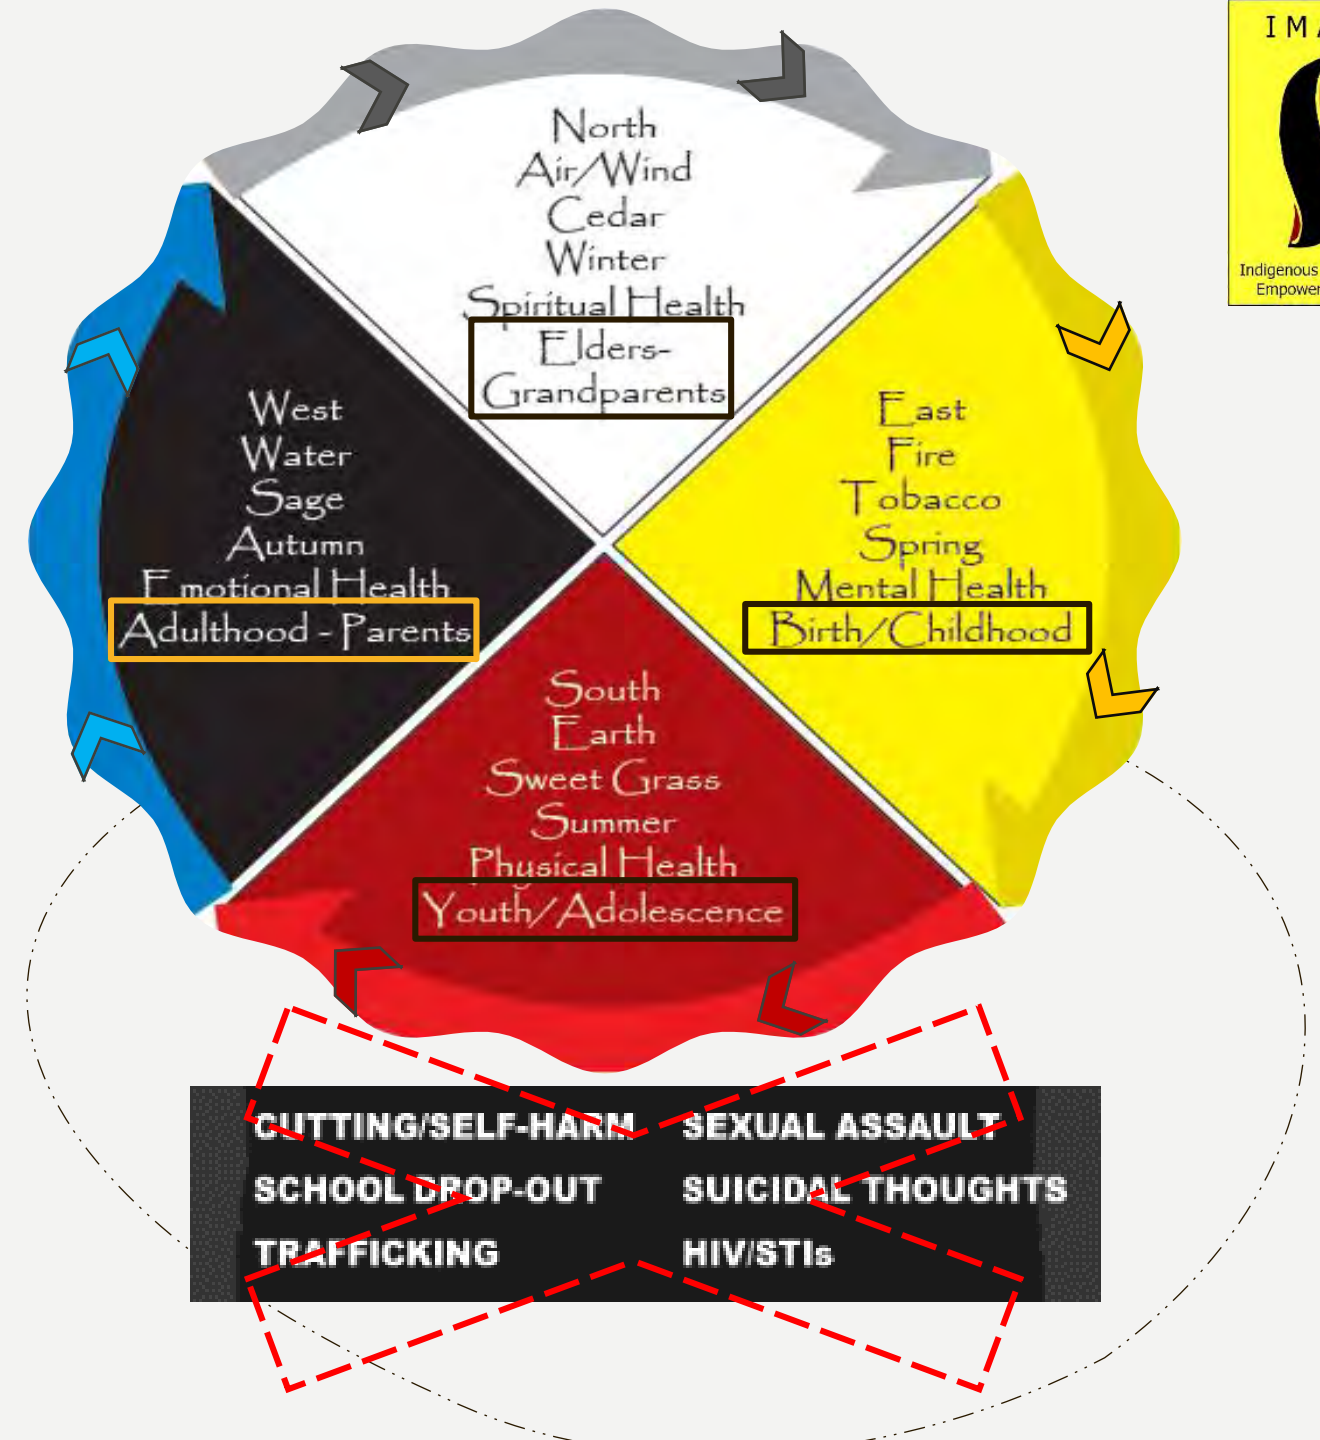 North
Air/Wind
Cedar
Winter
Spiritual Health
Elders-
Grandparents
West
Water
Sage
Autumn
Emotional Health
Adulthood - Parents
East
Fire
Tobacco
Spring
Mental Health
Birth/Childhood
South
Earth
Sweet Grass
Summer
Physical Health
Youth/Adolescence
CUTTING/SELF-HARM
SCHOOL DROP-OUT
TRAFFICKING
SEXUAL ASSAULT
SUICIDAL THOUGHTS
HIV/STIs
I M
Indigenous